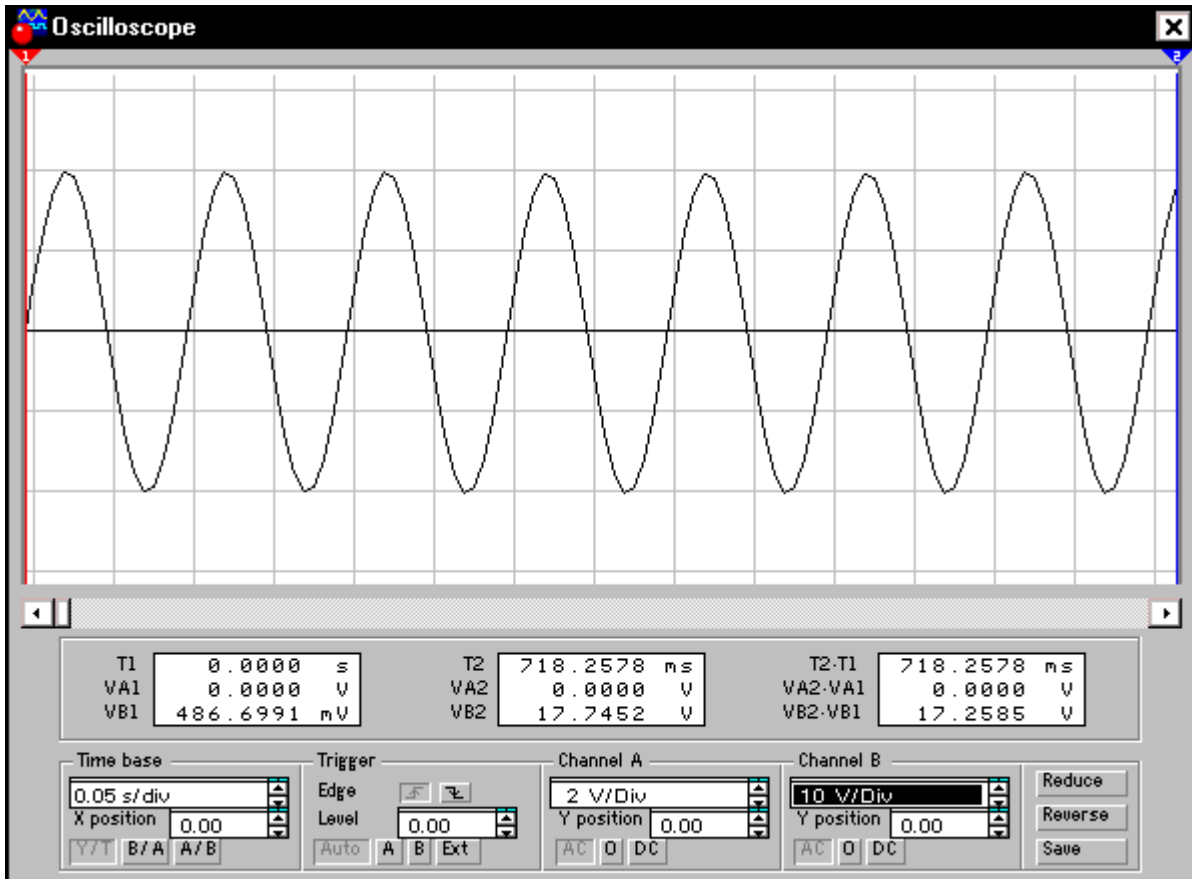 Oscilloscope
1 2
T1 0.0000 s T2 718.2578 ms T2-T1 718.2578 ms
VA1 0.0000 V VA2 0.0000 V VA2-VA1 0.0000 V
VB1 486.6991 mV VB2 17.7452 V VB2-VB1 17.2585 V
Time base Trigger Channel A Channel B
0.05 s/div Edge 2 V/Div 10 V/Div Reduce
X position 0.00 Level 0.00 Y position 0.00 Y position 0.00 Reverse
Y/T B/A A/B Auto A B Ext AC 0 DC AC 0 DC Save